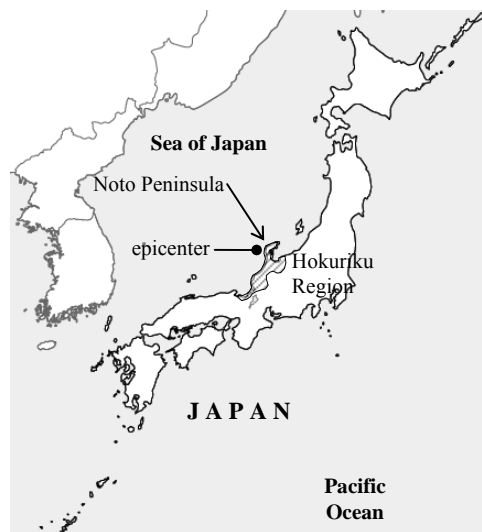 Sea of Japan
Noto Peninsula
epicenter
Hokuriku
Region
J A P A N
Pacific
Ocean